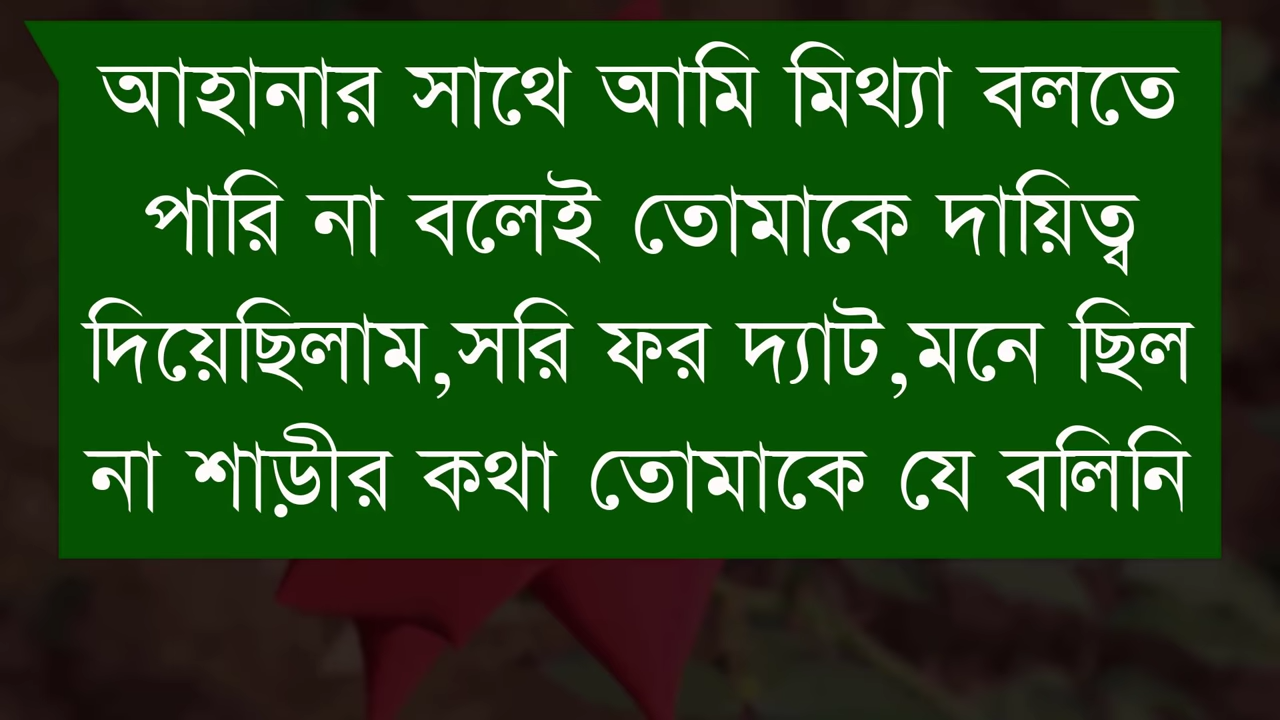 আহানার সাথে আমি মিথ্যা বলতে
পারি না বলেই তোমাকে দায়িত্ব
দিয়েছিলাম,সরি ফর দ্যাট,মনে ছিল
না শাড়ীর কথা তোমাকে যে বলিনি